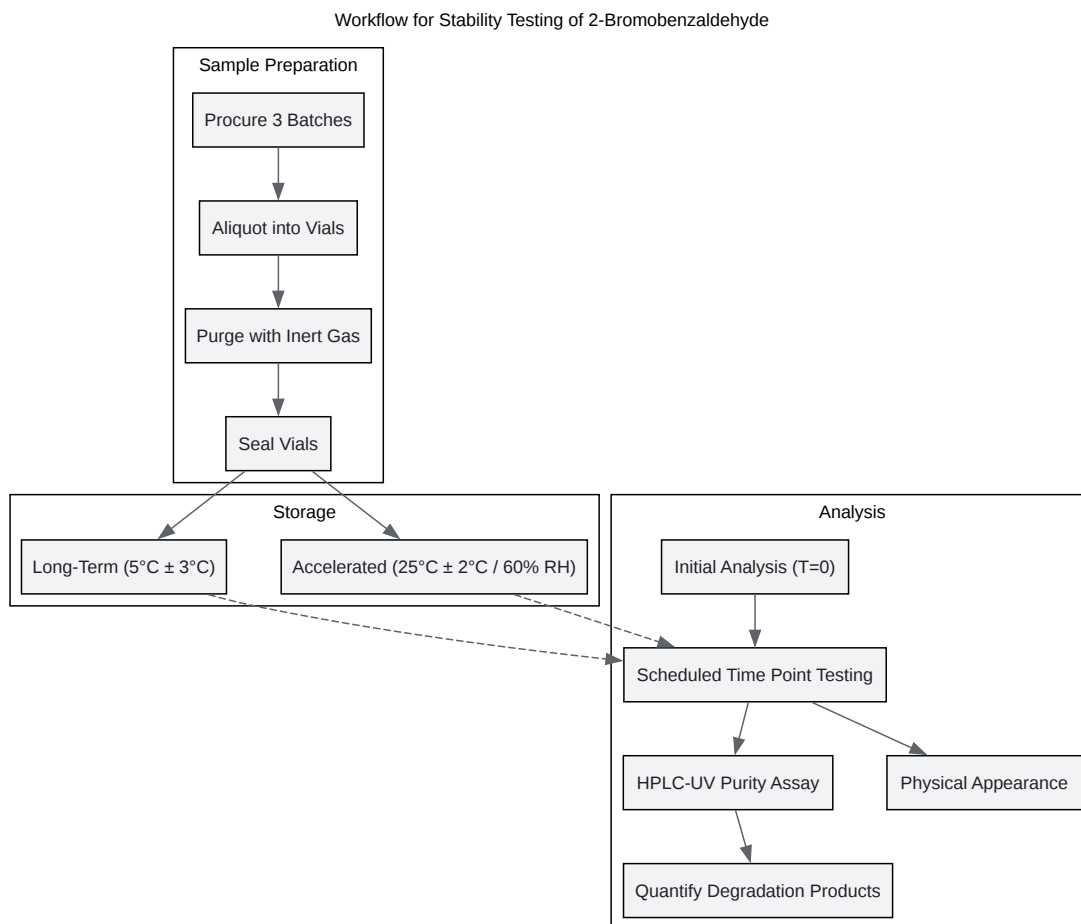 Workflow for Stability Testing of 2-Bromobenzaldehyde
Sample Preparation
Procure 3 Batches
Aliquot into Vials
Purge with Inert Gas
Seal Vials
Storage
Long-Term (5°C ± 3°C)
Accelerated (25°C ± 2°C / 60% RH)
Analysis
Initial Analysis (T=0)
Scheduled Time Point Testing
HPLC-UV Purity Assay
Physical Appearance
Quantify Degradation Products